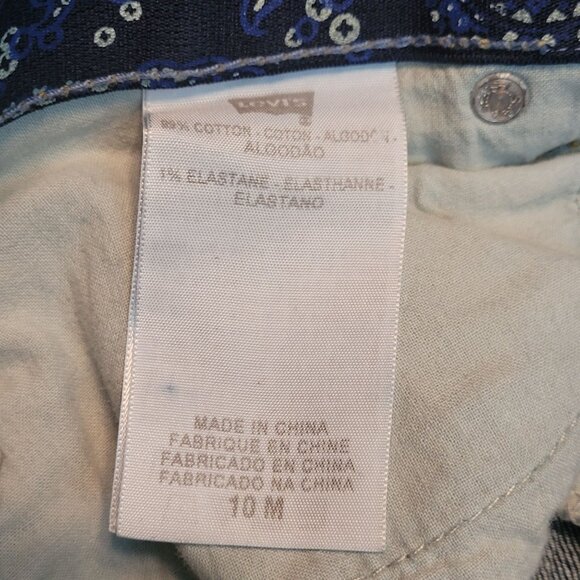 LOVIS
99% COTTON - COTON - ALGODÓN -
ALGODÃO
1% ELASTANE - ELASTHANNE -
ELASTANO
MADE IN CHINA
FABRIQUE EN CHINE
FABRICADO EN CHINA
FABRICADO NA CHINA
10 M